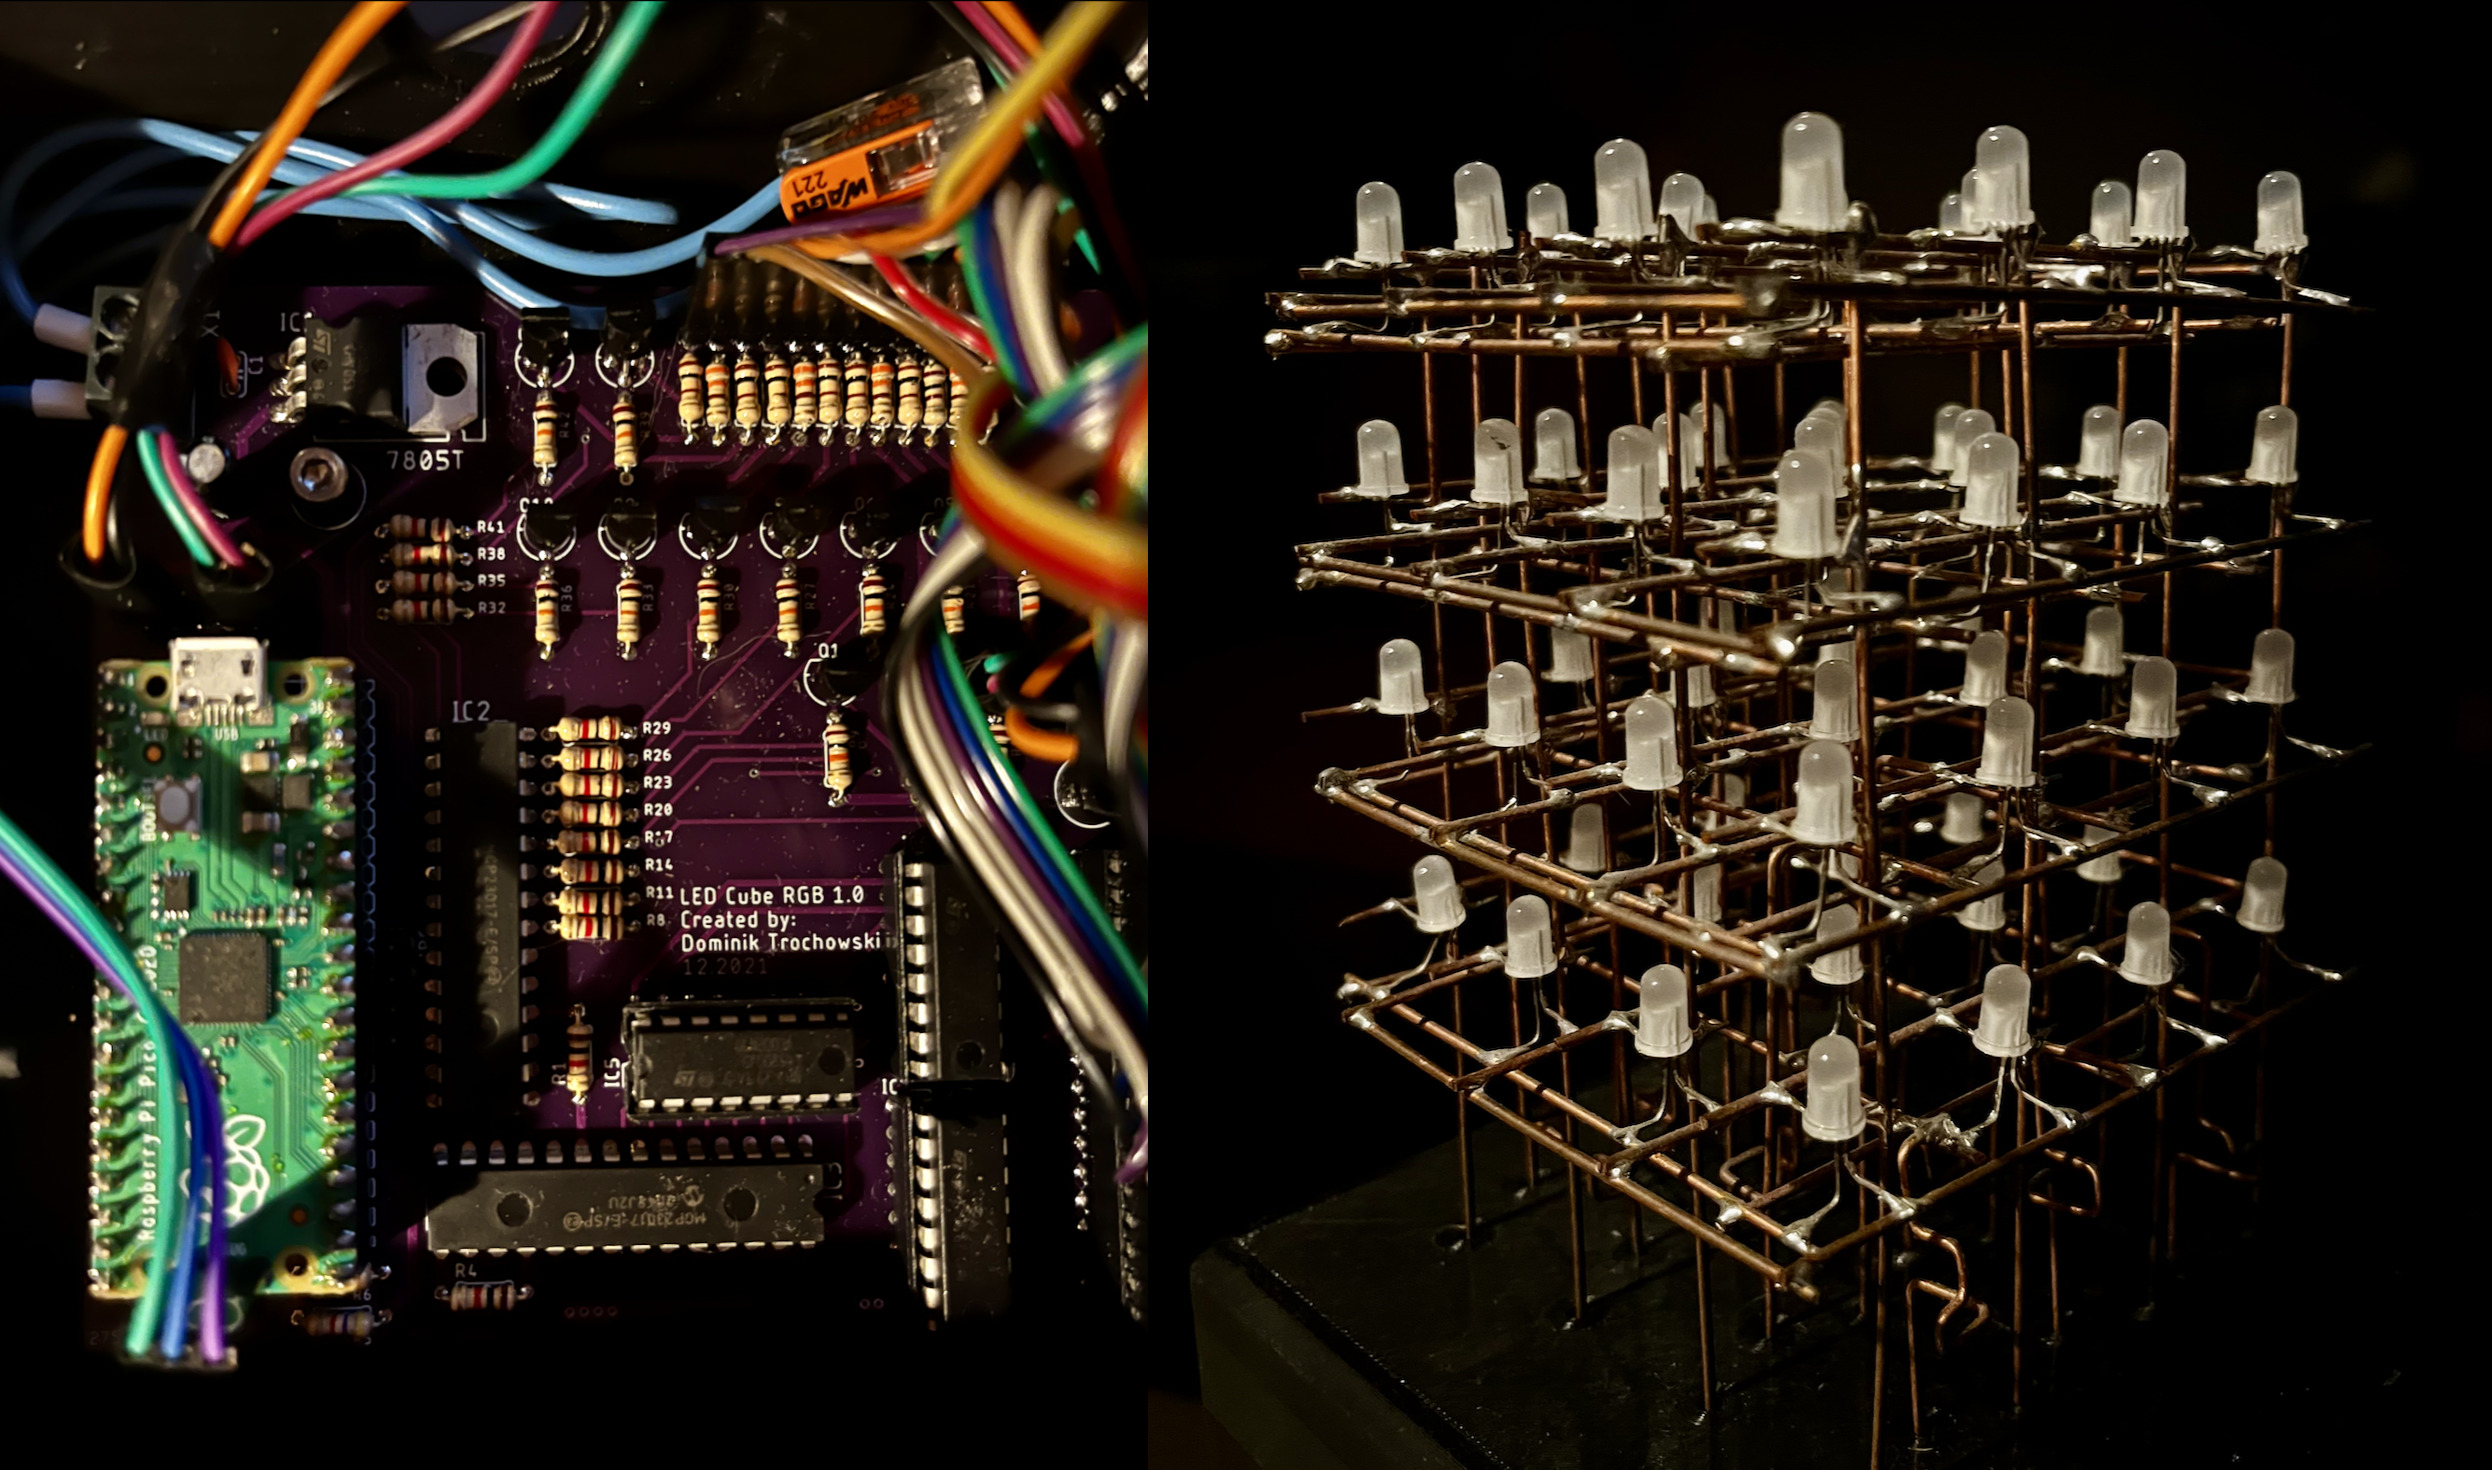 WAGO
221
7805T
C1
R41
R38
R35
R32
R36
R33
R30
R27
Q1
IC2
R29
R26
R23
R20
R17
R14
R11
R8
LED Cube RGB 1.0
Created by:
Dominik Trochowski
12.2021
USB
BOOTSEL
Raspberry Pi Pico
R1
IC5
IC3
MCP23017-E/SP
R4
R6